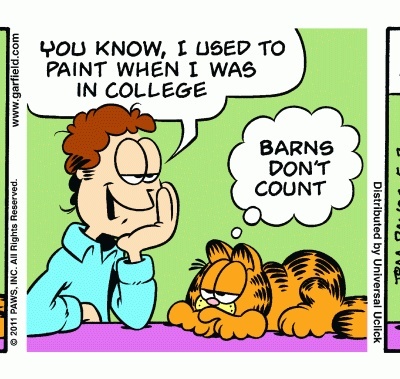 YOU KNOW, I USED TO
PAINT WHEN I WAS
IN COLLEGE
BARNS
DON'T
COUNT
www.garfield.com
© 2011 PAWS, INC. All Rights Reserved.
Distributed by Universal Uclick